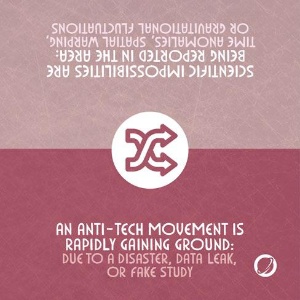 SCIENTIFIC IMPOSSIBILITIES ARE
BEING REPORTED IN THE AREA:
TIME ANOMALIES, SPATIAL WARPING,
OR GRAVITATIONAL FLUCTUATIONS
AN ANTI-TECH MOVEMENT IS
RAPIDLY GAINING GROUND:
DUE TO A DISASTER, DATA LEAK,
OR FAKE STUDY